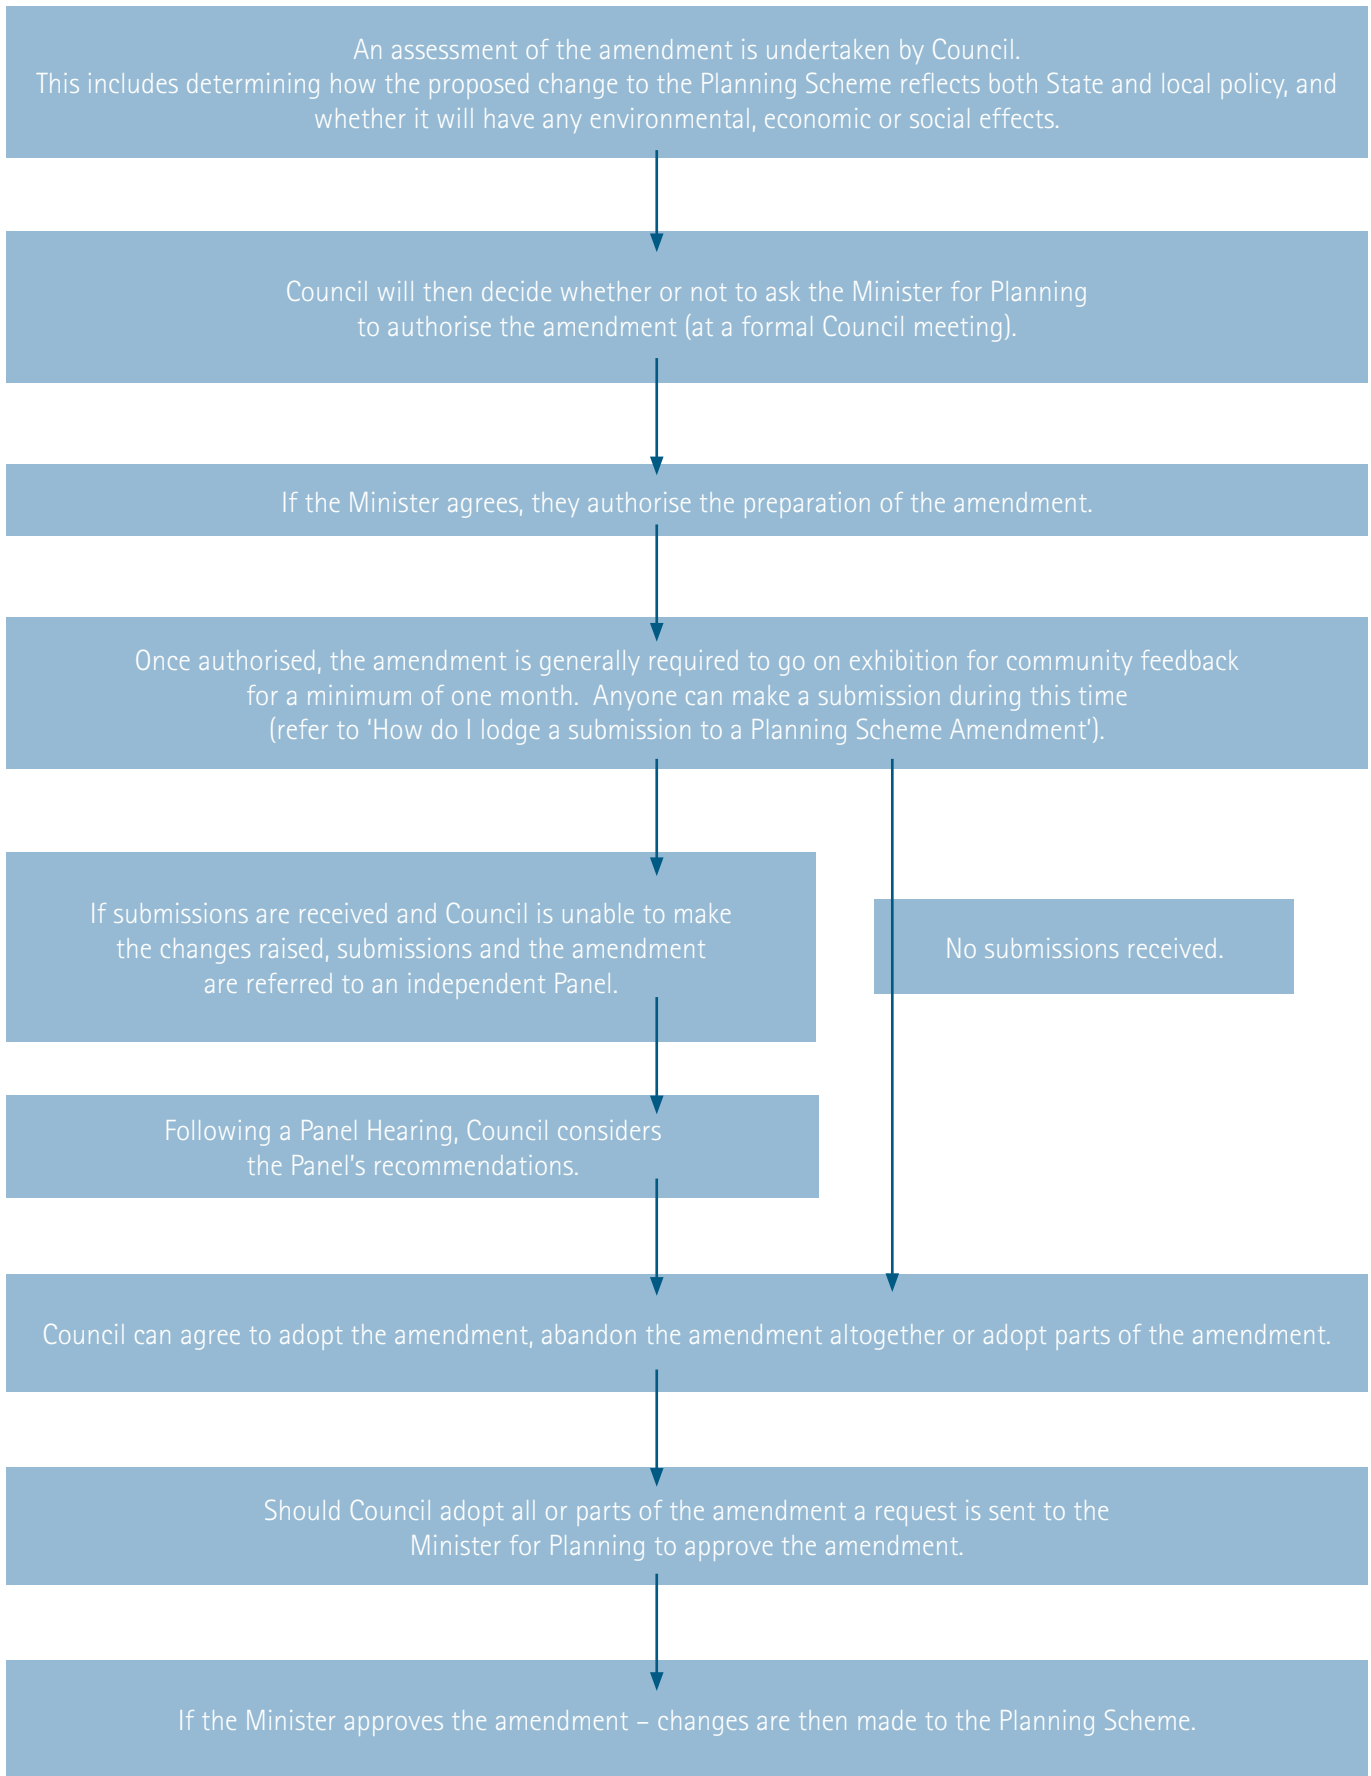 An assessment of the amendment is undertaken by Council.
This includes determining how the proposed change to the Planning Scheme reflects both State and local policy, and
whether it will have any environmental, economic or social effects.
Council will then decide whether or not to ask the Minister for Planning
to authorise the amendment (at a formal Council meeting).
If the Minister agrees, they authorise the preparation of the amendment.
Once authorised, the amendment is generally required to go on exhibition for community feedback
for a minimum of one month.  Anyone can make a submission during this time
(refer to ‘How do I lodge a submission to a Planning Scheme Amendment’).
If submissions are received and Council is unable to make
the changes raised, submissions and the amendment
are referred to an independent Panel.
No submissions received.
Following a Panel Hearing, Council considers
the Panel's recommendations.
Council can agree to adopt the amendment, abandon the amendment altogether or adopt parts of the amendment.
Should Council adopt all or parts of the amendment a request is sent to the
Minister for Planning to approve the amendment.
If the Minister approves the amendment – changes are then made to the Planning Scheme.